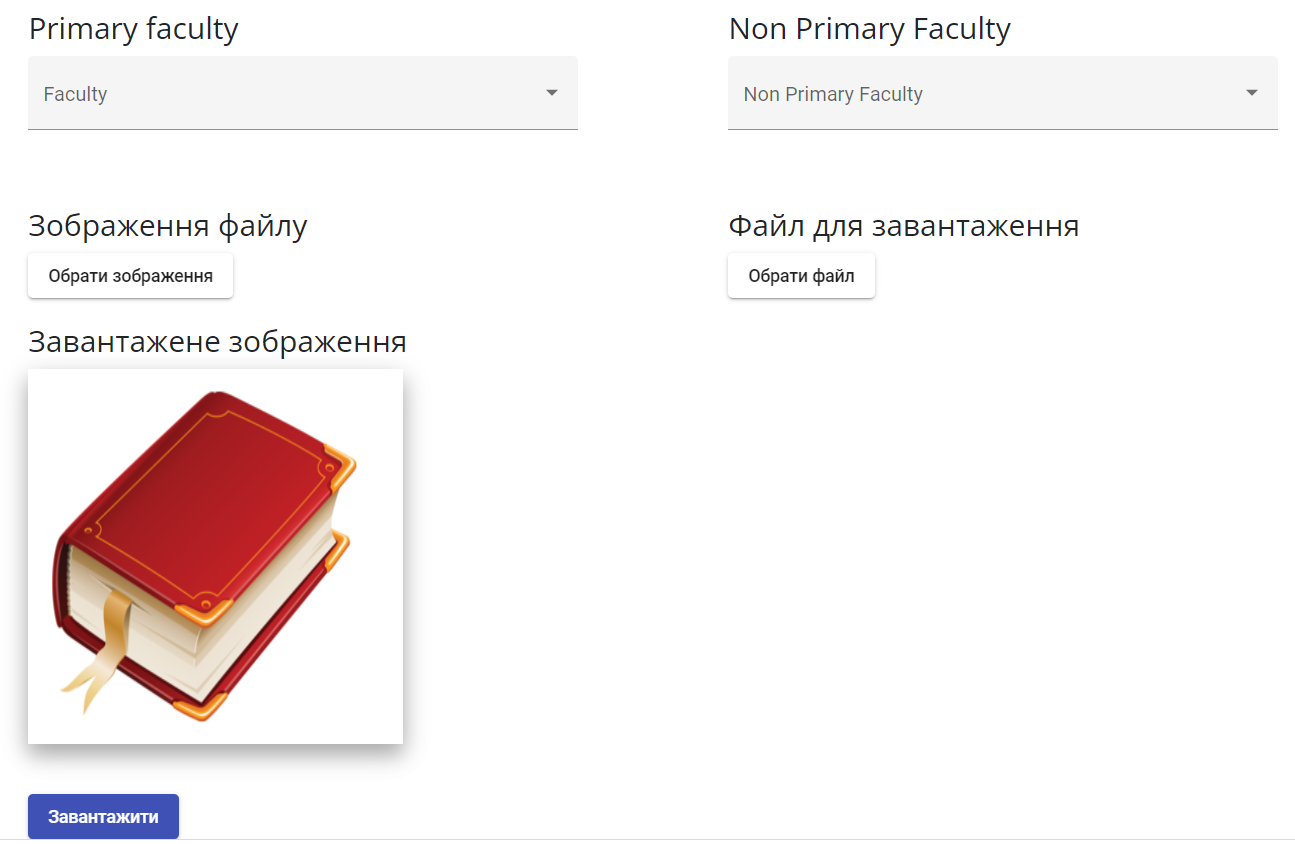 Primary faculty
Non Primary Faculty
Faculty
Non Primary Faculty
Зображення файлу
Файл для завантаження
Обрати зображення
Обрати файл
Завантажене зображення
Завантажити